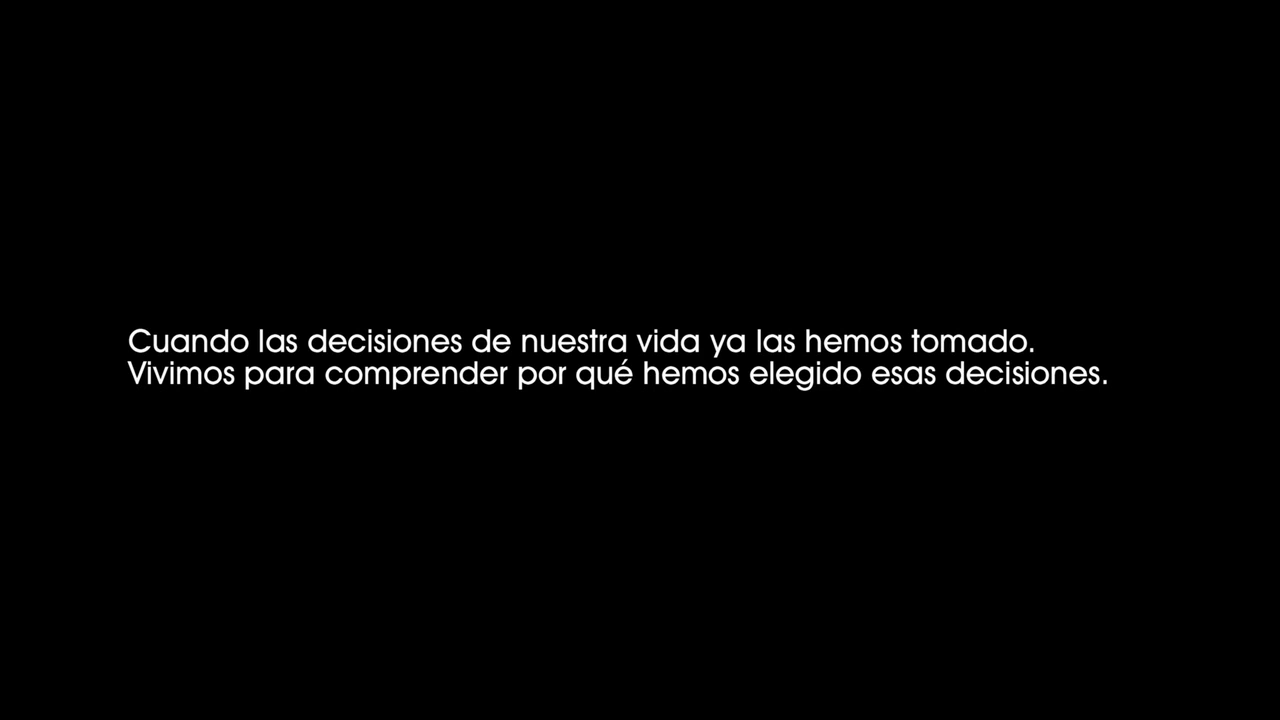 Cuando las decisiones de nuestra vida ya las hemos tomado.
Vivimos para comprender por qué hemos elegido esas decisiones.